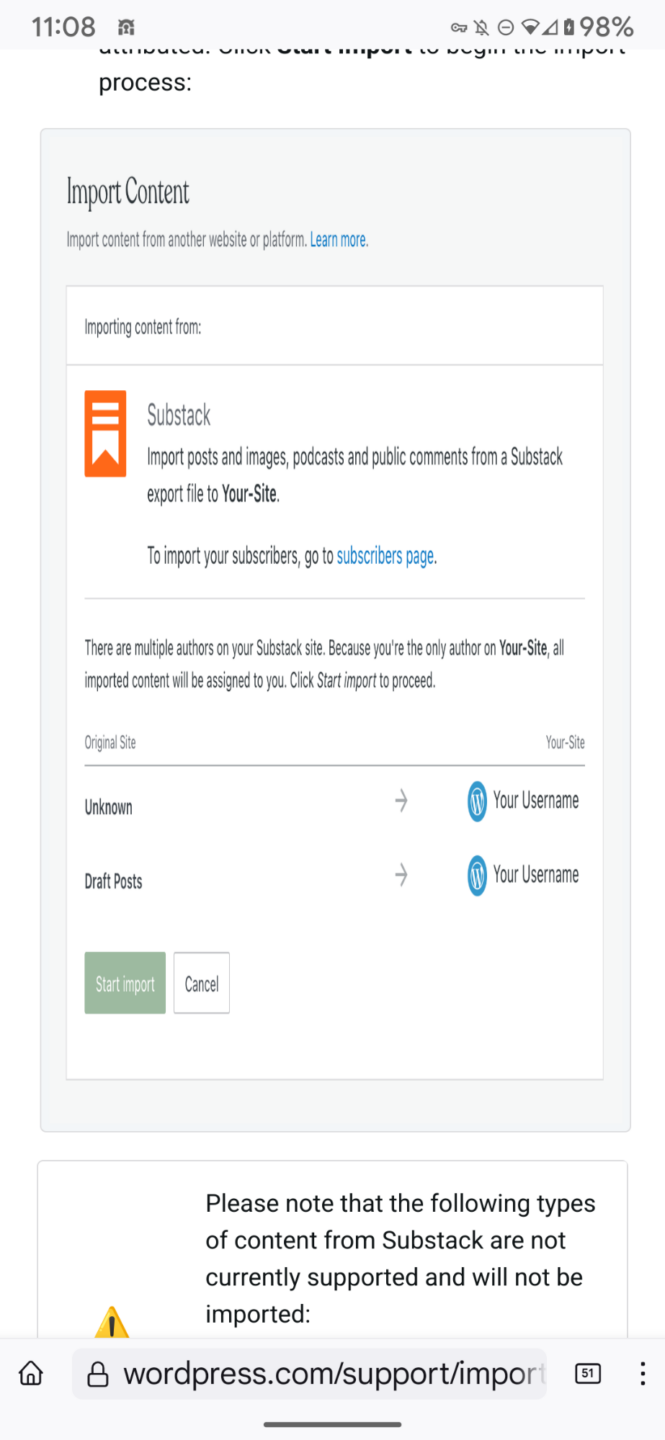 11:08
98%
attributed. Click Start Import to begin the import
process:
Import Content
Import content from another website or platform. Learn more.
Importing content from:
Substack
Import posts and images, podcasts and public comments from a Substack
export file to Your-Site.
To import your subscribers, go to subscribers page.
There are multiple authors on your Substack site. Because you're the only author on Your-Site, all
imported content will be assigned to you. Click Start import to proceed.
Original Site Your-Site
Unknown Your Username
Draft Posts Your Username
Start import Cancel
Please note that the following types
of content from Substack are not
currently supported and will not be
imported:
wordpress.com/support/import
51